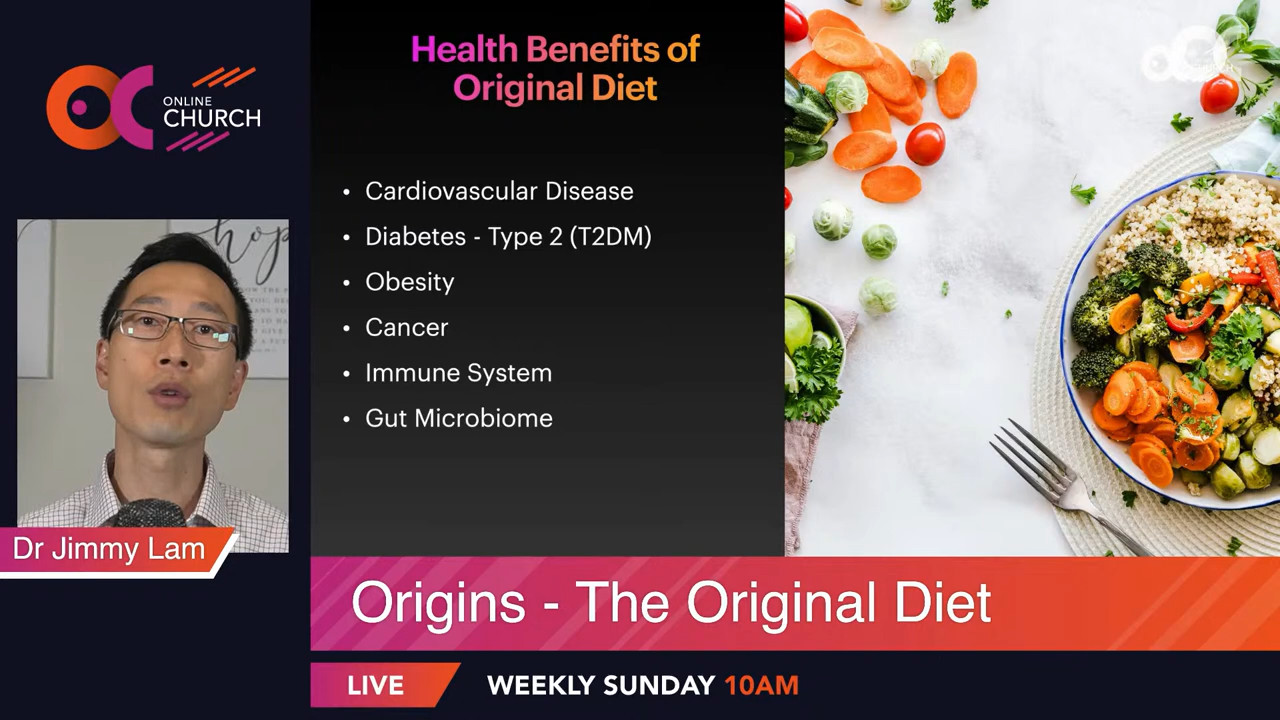 ONLINE
CHURCH
Health Benefits of
Original Diet
• Cardiovascular Disease
• Diabetes - Type 2 (T2DM)
• Obesity
• Cancer
• Immune System
• Gut Microbiome
hop
Dr Jimmy Lam
Origins - The Original Diet
LIVE
WEEKLY SUNDAY 10AM